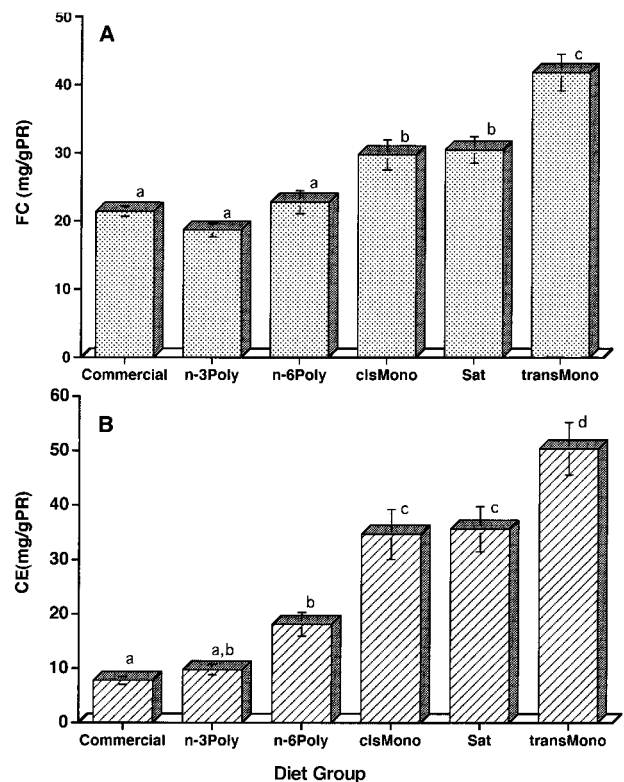 A
50
40
30
20
10
0
FC (mg/gPR)
a
a
a
b
b
c
Commercial n-3Poly n-6Poly cisMono Sat transMono
B
60
50
40
30
20
10
0
CE(mg/gPR)
a
a,b
b
c
c
d
Commercial n-3Poly n-6Poly cisMono Sat transMono
Diet Group